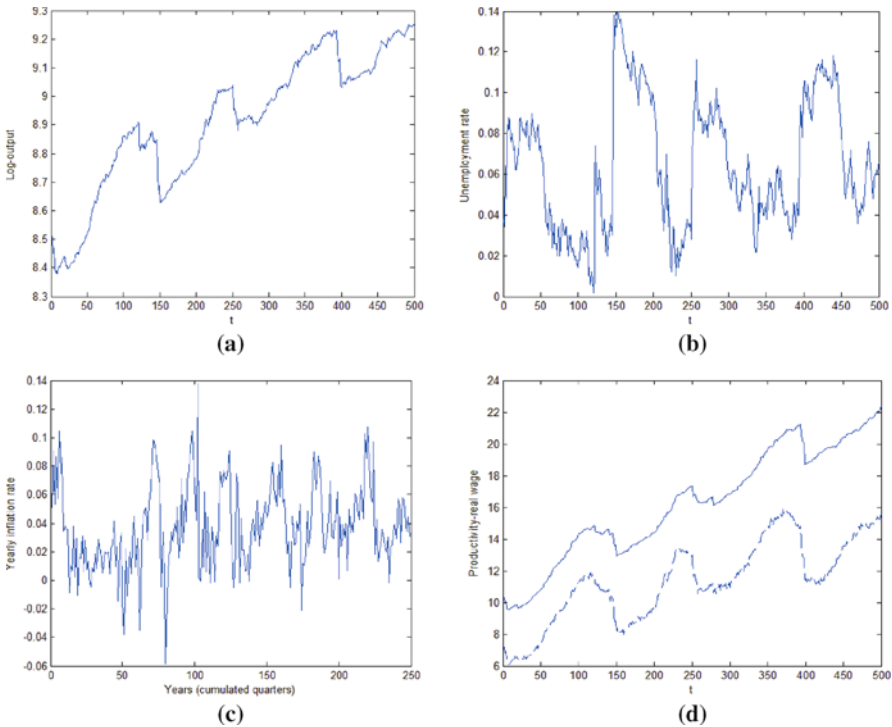 9.3
9.2
9.1
9
8.9
8.8
8.7
8.6
8.5
8.4
8.3
Log-output
0 50 100 150 200 250 300 350 400 450 500
t
(a)
0.14
0.12
0.1
0.08
0.06
0.04
0.02
0
Unemployment rate
0 50 100 150 200 250 300 350 400 450 500
t
(b)
0.14
0.12
0.1
0.08
0.06
0.04
0.02
0
-0.02
-0.04
-0.06
Yearly inflation rate
0 50 100 150 200 250
Years (cumulated quarters)
(c)
24
22
20
18
16
14
12
10
8
6
Productivity-real wage
0 50 100 150 200 250 300 350 400 450 500
t
(d)